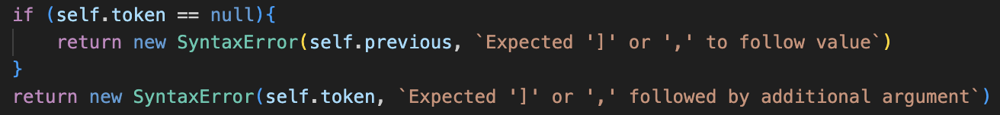 if (self.token == null){
    return new SyntaxError(self.previous, `Expected ']' or ',' to follow value`)
}
return new SyntaxError(self.token, `Expected ']' or ',' followed by additional argument`)